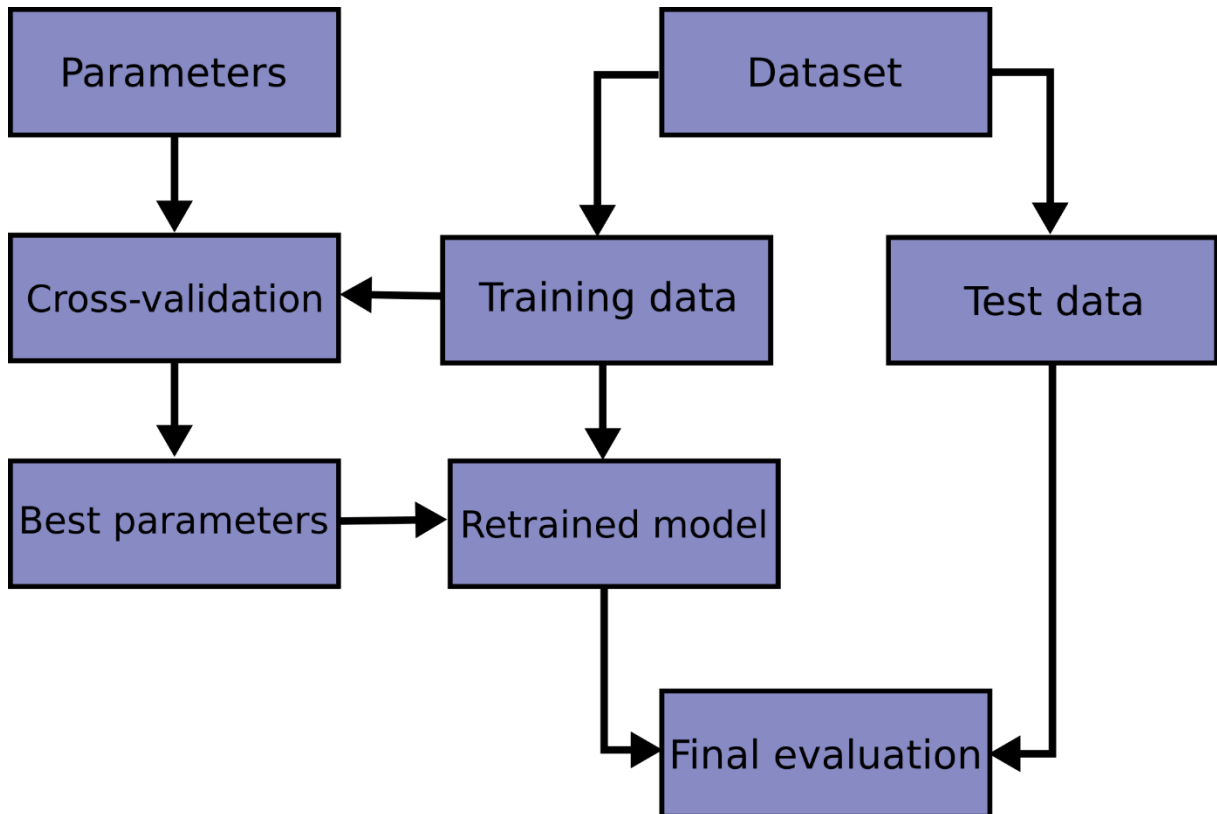 Parameters
Dataset
Cross-validation
Training data
Test data
Best parameters
Retrained model
Final evaluation